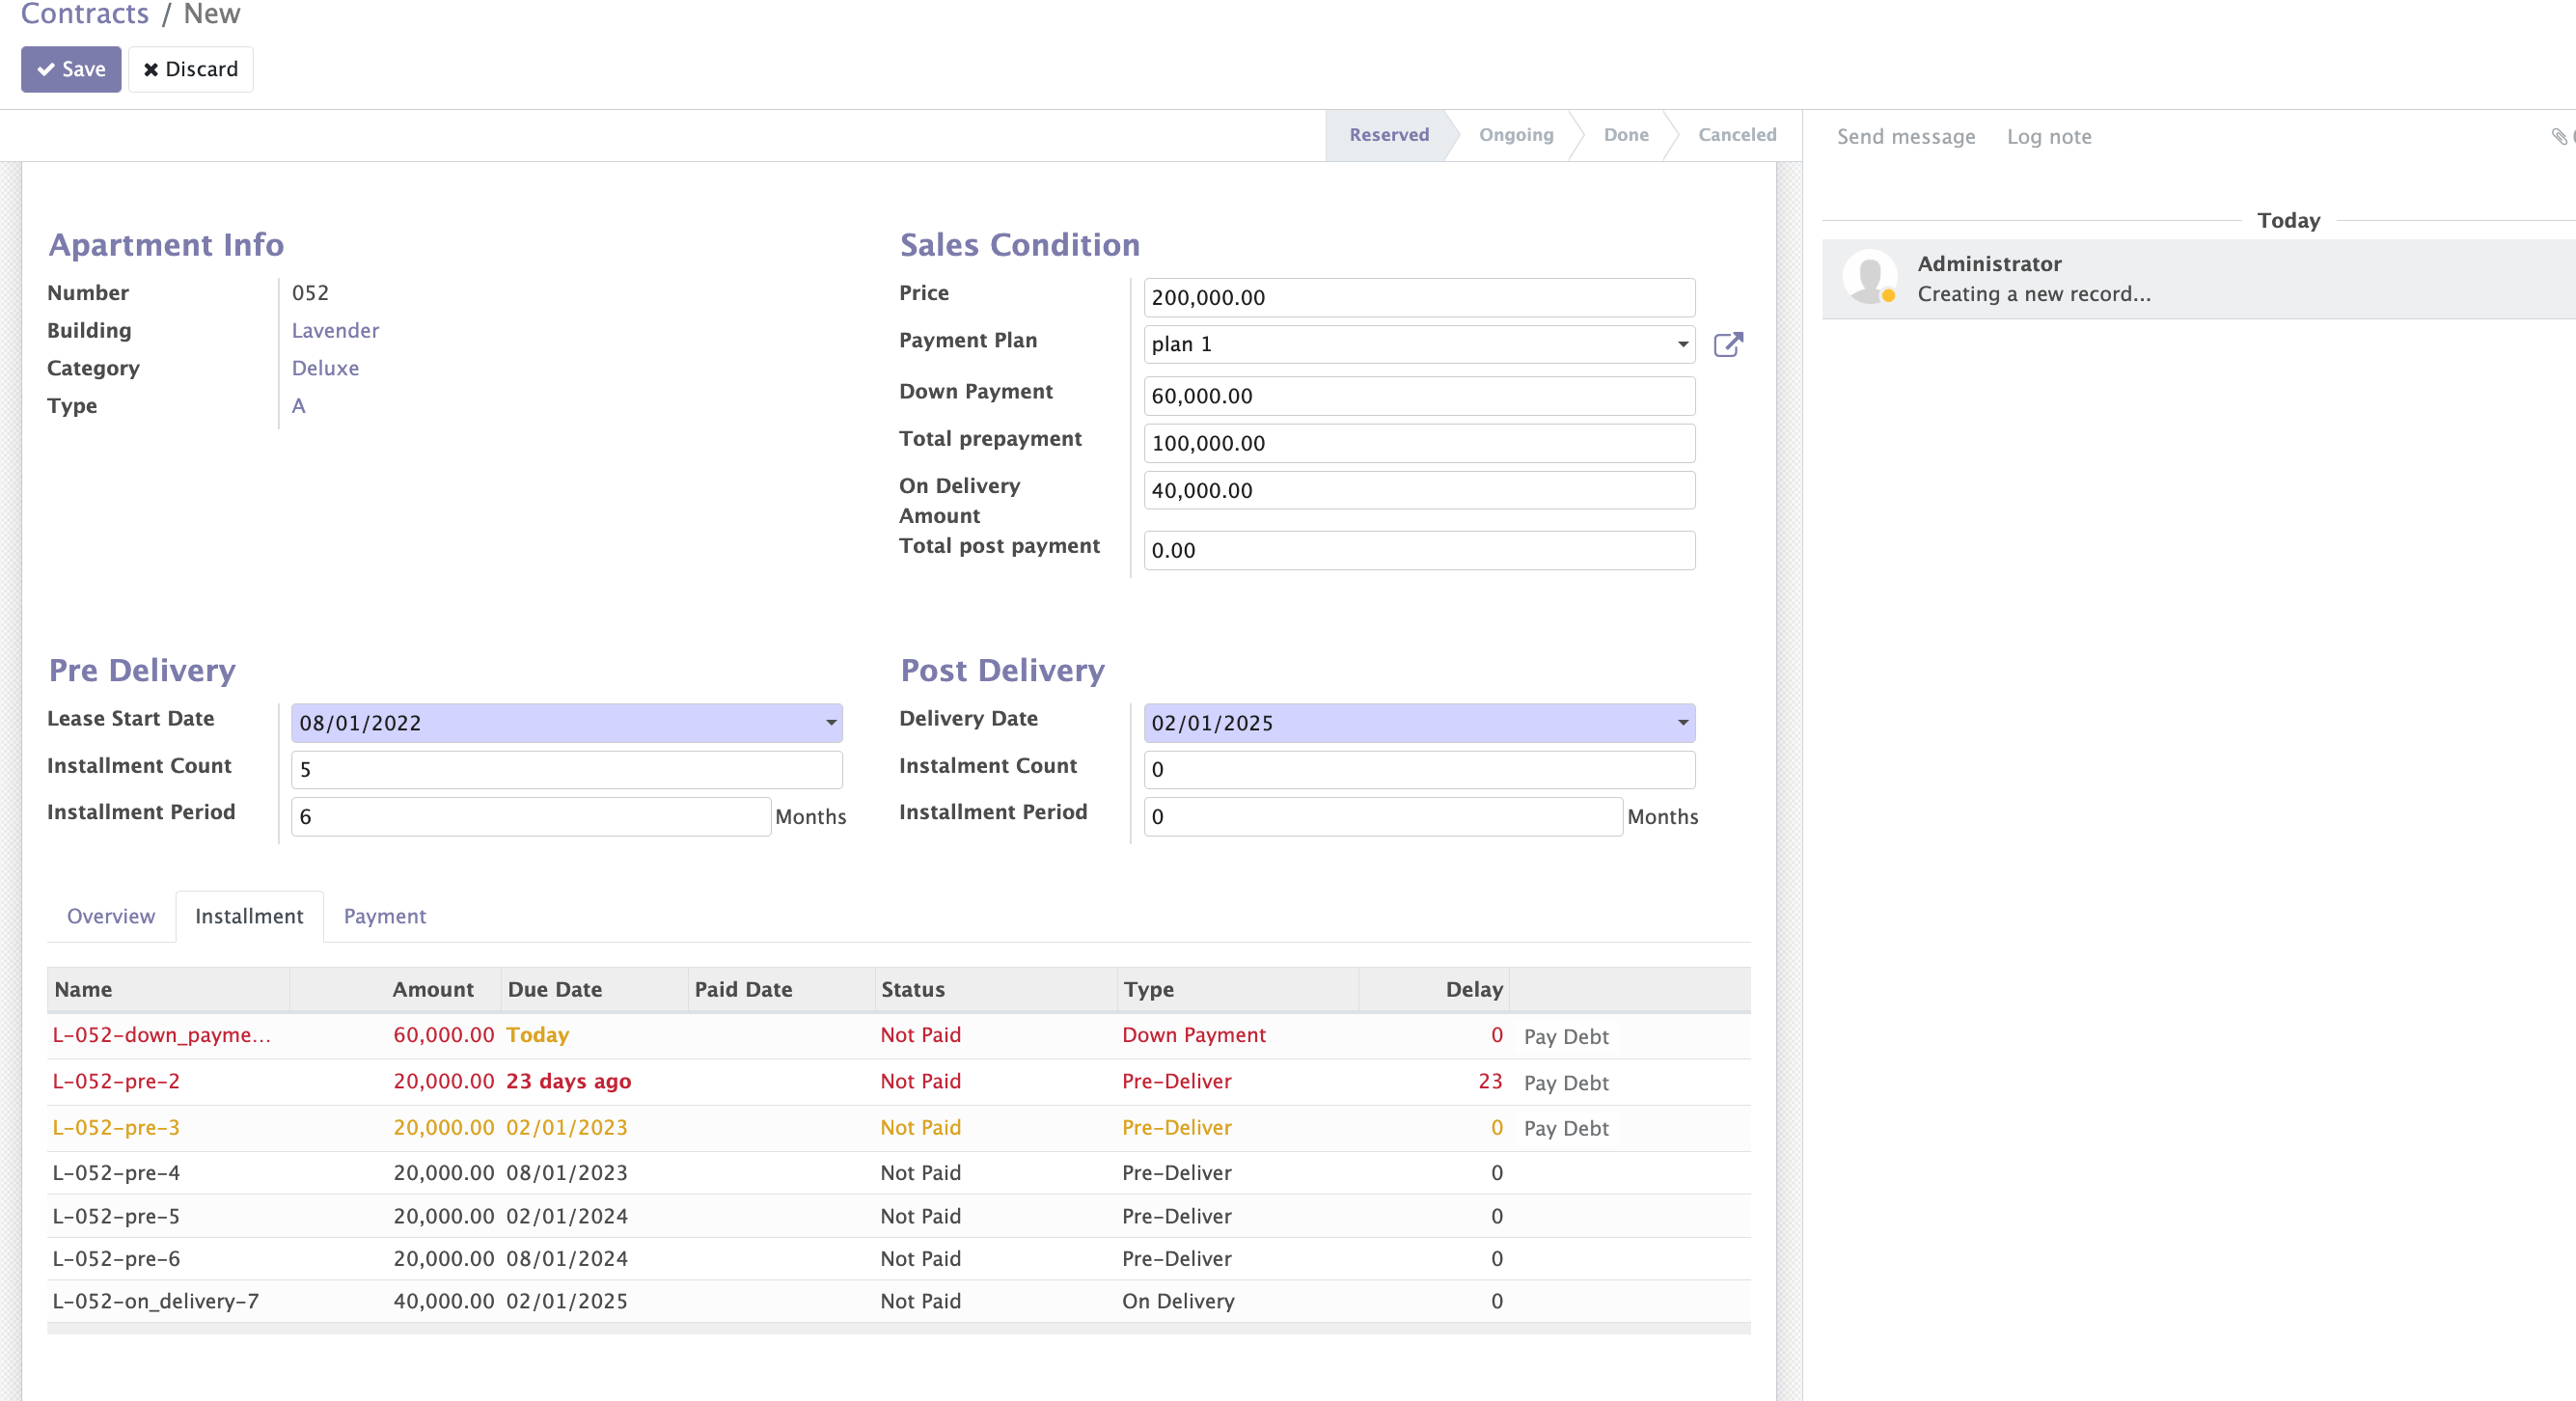 Contracts / New
Save
Discard
Reserved
Ongoing
Done
Canceled
Send message
Log note
Today
Administrator
Creating a new record...
Apartment Info
Number 052
Building Lavender
Category Deluxe
Type A
Sales Condition
Price 200,000.00
Payment Plan plan 1
Down Payment 60,000.00
Total prepayment 100,000.00
On Delivery Amount 40,000.00
Total post payment 0.00
Pre Delivery
Lease Start Date 08/01/2022
Installment Count 5
Installment Period 6 Months
Post Delivery
Delivery Date 02/01/2025
Instalment Count 0
Installment Period 0 Months
Overview
Installment
Payment
Name Amount Due Date Paid Date Status Type Delay
L-052-down_payme... 60,000.00 Today Not Paid Down Payment 0 Pay Debt
L-052-pre-2 20,000.00 23 days ago Not Paid Pre-Deliver 23 Pay Debt
L-052-pre-3 20,000.00 02/01/2023 Not Paid Pre-Deliver 0 Pay Debt
L-052-pre-4 20,000.00 08/01/2023 Not Paid Pre-Deliver 0
L-052-pre-5 20,000.00 02/01/2024 Not Paid Pre-Deliver 0
L-052-pre-6 20,000.00 08/01/2024 Not Paid Pre-Deliver 0
L-052-on_delivery-7 40,000.00 02/01/2025 Not Paid On Delivery 0